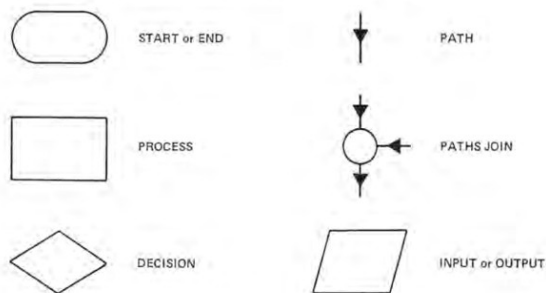 START or END
PATH
PROCESS
PATHS JOIN
DECISION
INPUT or OUTPUT